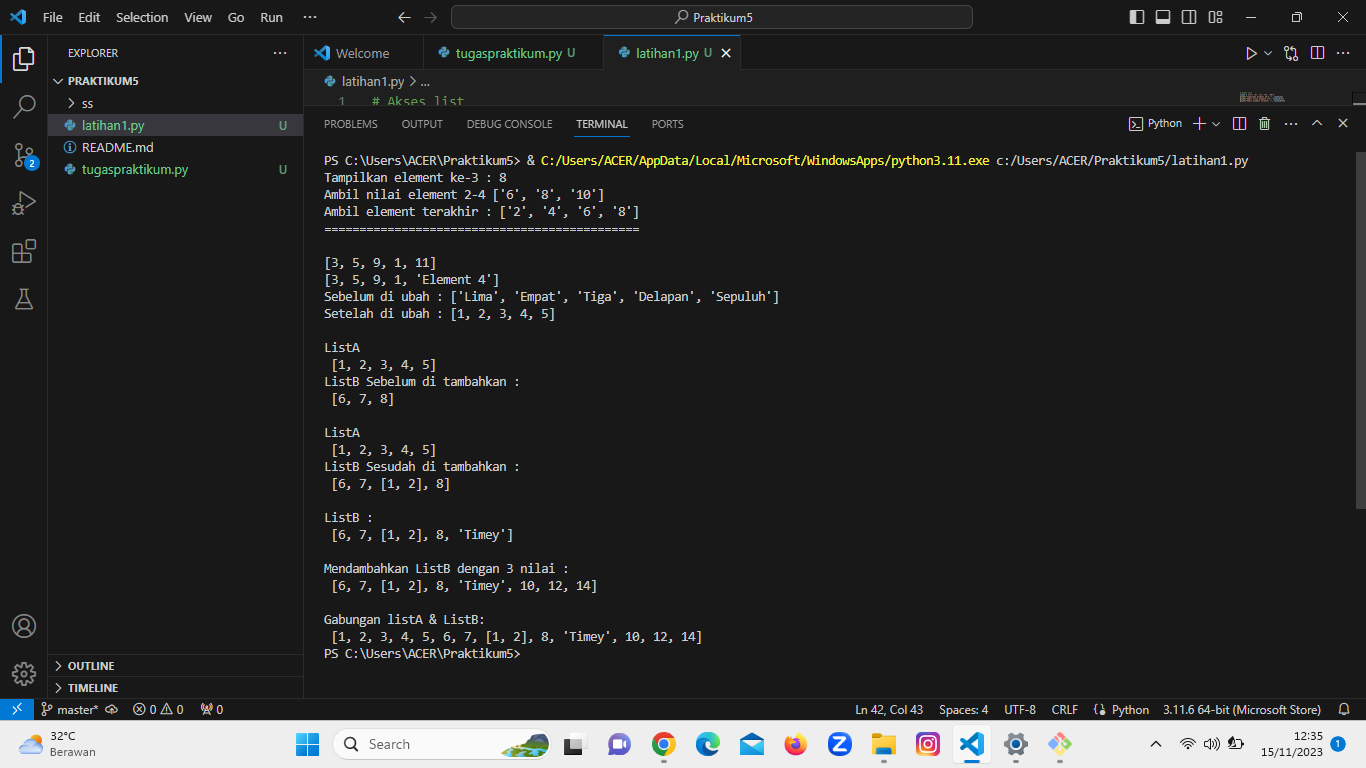 File Edit Selection View Go Run ···
Praktikum5
EXPLORER
PRAKTIKUM5
ss
latihan1.py U
README.md
tugaspraktikum.py U
OUTLINE
TIMELINE
Welcome
tugaspraktikum.py U
latihan1.py U
latihan1.py > ...
1 # Akses list
PROBLEMS OUTPUT DEBUG CONSOLE TERMINAL PORTS
Python
PS C:\Users\ACER\Praktikum5> & C:/Users/ACER/AppData/Local/Microsoft/WindowsApps/python3.11.exe c:/Users/ACER/Praktikum5/latihan1.py
Tampilkan element ke-3 : 8
Ambil nilai element 2-4 ['6', '8', '10']
Ambil element terakhir : ['2', '4', '6', '8']
=============================================
[3, 5, 9, 1, 11]
[3, 5, 9, 1, 'Element 4']
Sebelum di ubah : ['Lima', 'Empat', 'Tiga', 'Delapan', 'Sepuluh']
Setelah di ubah : [1, 2, 3, 4, 5]
ListA
[1, 2, 3, 4, 5]
ListB Sebelum di tambahkan :
[6, 7, 8]
ListA
[1, 2, 3, 4, 5]
ListB Sesudah di tambahkan :
[6, 7, [1, 2], 8]
ListB :
[6, 7, [1, 2], 8, 'Timey']
Mendambahkan ListB dengan 3 nilai :
[6, 7, [1, 2], 8, 'Timey', 10, 12, 14]
Gabungan listA & ListB:
[1, 2, 3, 4, 5, 6, 7, [1, 2], 8, 'Timey', 10, 12, 14]
PS C:\Users\ACER\Praktikum5>
2
master* 0 0 0
Ln 42, Col 43 Spaces: 4 UTF-8 CRLF Python 3.11.6 64-bit (Microsoft Store)
32°C
Berawan
Search
12:35
15/11/2023
1